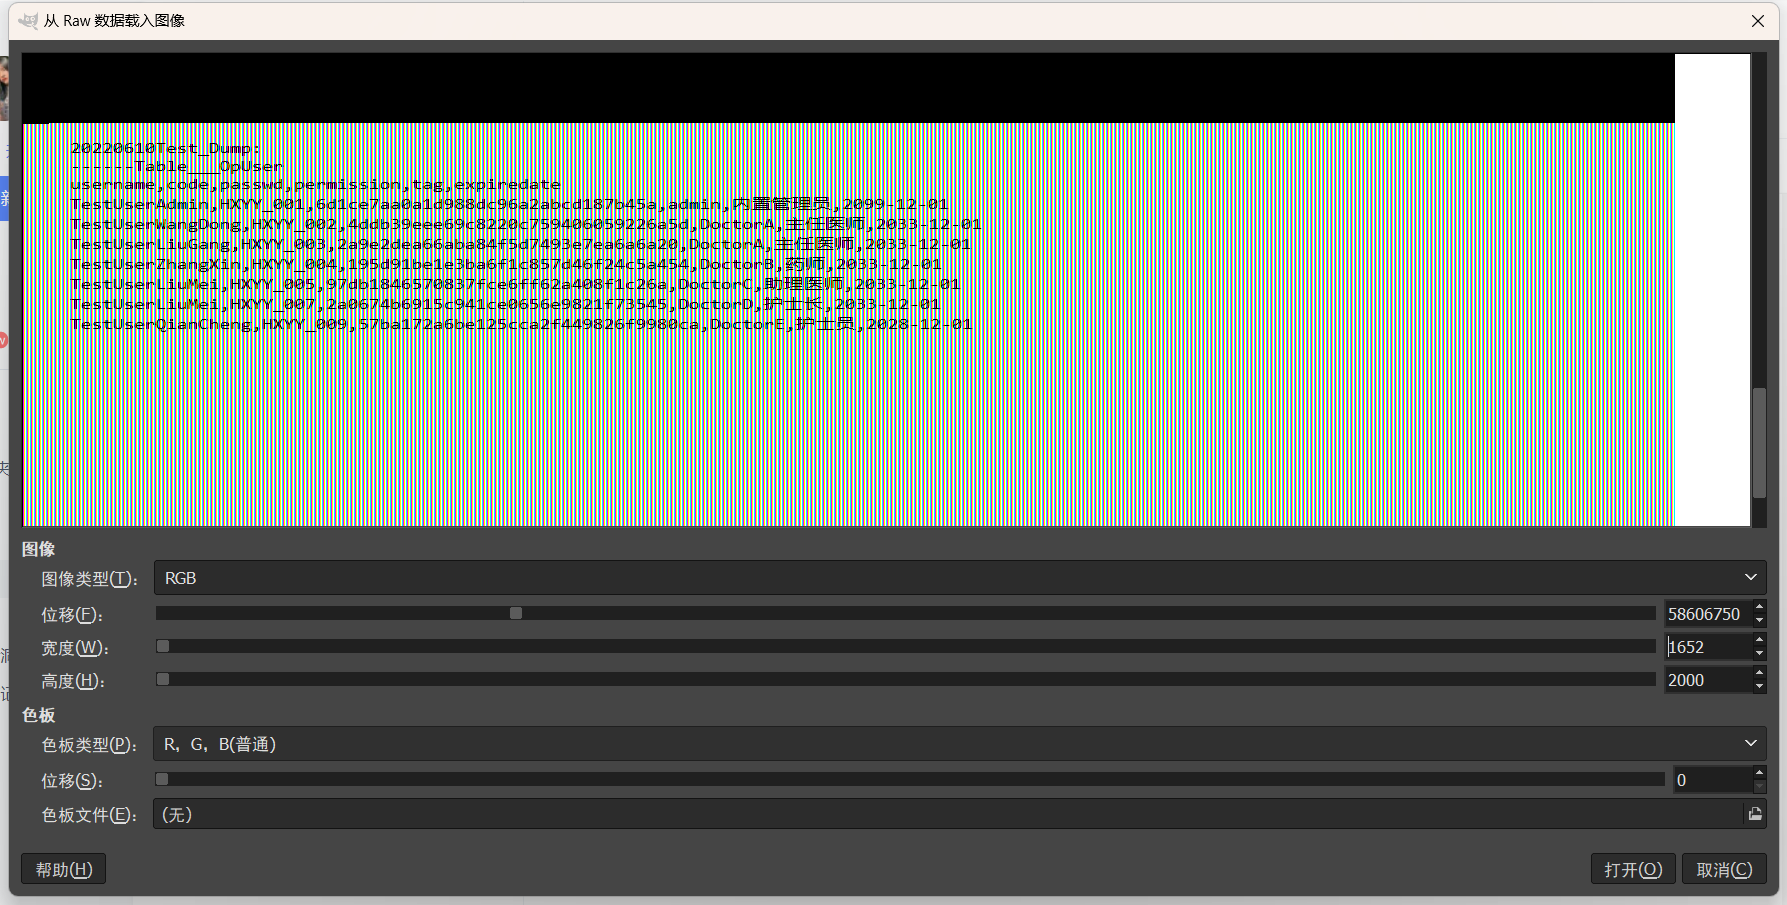 从 Raw 数据载入图像
20220610Test_Dump:
------Table___OpUser
username,code,passwd,permission,tag,expiredate
TestUserAdmin,HXYY_001,6d1ce7aa0a1d988dc96a2abcd187b45a,admin,内置管理员,2099-12-01
TestUserWangDong,HXYY_002,4ddb39eee69c8220c759406059226a5d,DoctorA,主任医师,2033-12-01
TestUserLiuGang,HXYY_003,2a9e2dea66aba84f5d7493e7ea6a6a20,DoctorA,主任医师,2033-12-01
TestUserZhangXin,HXYY_004,195d91be1e3ba6f1c857d46f24c5a454,DoctorB,药师,2033-12-01
TestUserLiuMei,HXYY_005,97db1846570837fce6ff62a408f1c26a,DoctorC,助理医师,2033-12-01
TestUserLiuMei,HXYY_007,2a0674b6915c941ce0656e9821f73545,DoctorD,护士长,2033-12-01
TestUserQianCheng,HXYY_009,57ba172a6be125cca2f449826f9980ca,DoctorE,护士员,2028-12-01
图像
图像类型(T): RGB
位移(F): 58606750
宽度(W): 1652
高度(H): 2000
色板
色板类型(P): R，G，B(普通)
位移(S): 0
色板文件(E): (无)
帮助(H) 打开(O) 取消(C)